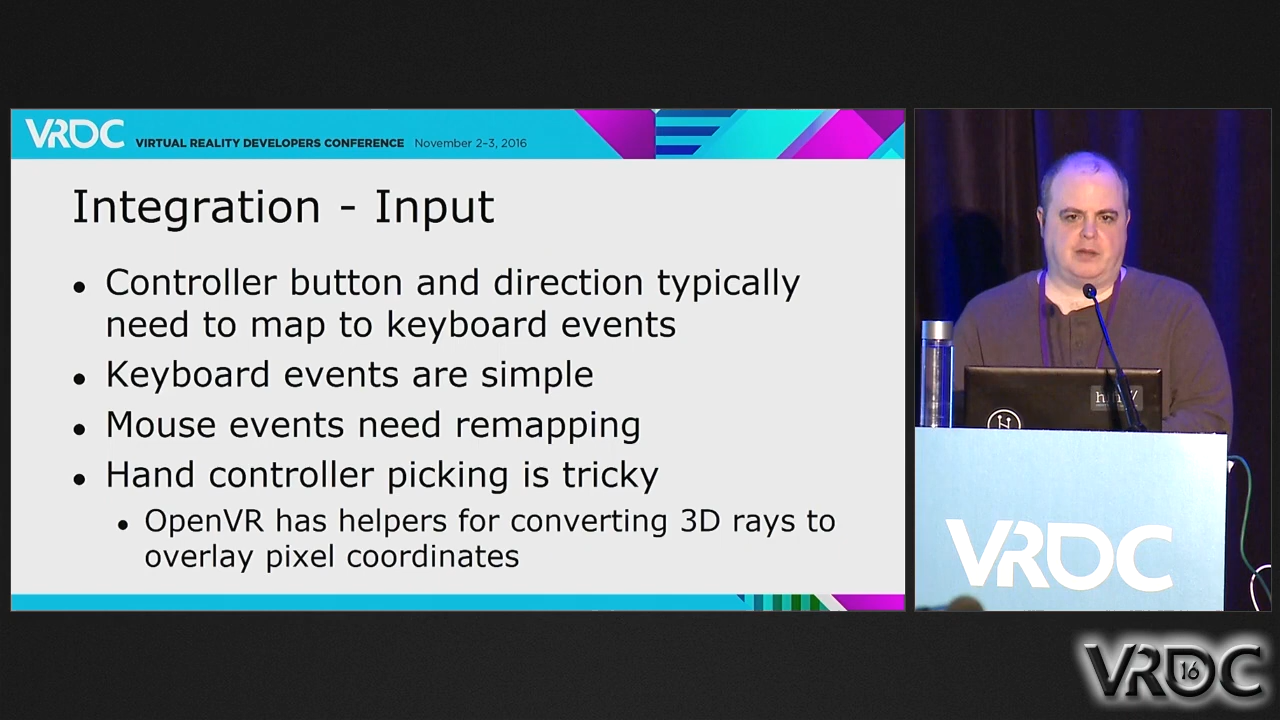 VRDC VIRTUAL REALITY DEVELOPERS CONFERENCE November 2-3, 2016
Integration - Input
• Controller button and direction typically
need to map to keyboard events
• Keyboard events are simple
• Mouse events need remapping
• Hand controller picking is tricky
• OpenVR has helpers for converting 3D rays to
overlay pixel coordinates
VRDC
VRDC
16